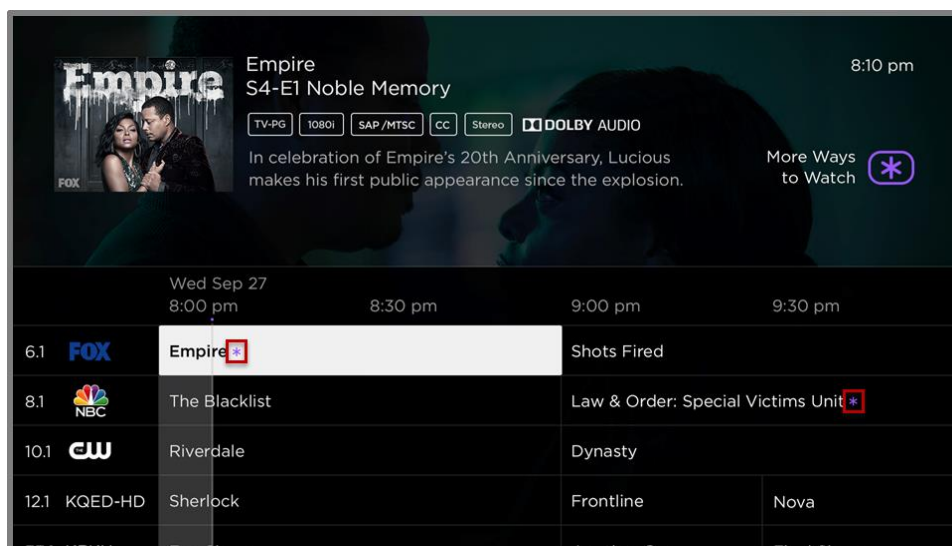 Empire
FOX
Empire
S4-E1 Noble Memory
TV-PG 1080i SAP/MTSC CC Stereo DOLBY AUDIO
In celebration of Empire's 20th Anniversary, Lucious
makes his first public appearance since the explosion.
8:10 pm
More Ways
to Watch *
Wed Sep 27
8:00 pm 8:30 pm 9:00 pm 9:30 pm
6.1 FOX Empire * Shots Fired
8.1 NBC The Blacklist Law & Order: Special Victims Unit *
10.1 CW Riverdale Dynasty
12.1 KQED-HD Sherlock Frontline Nova